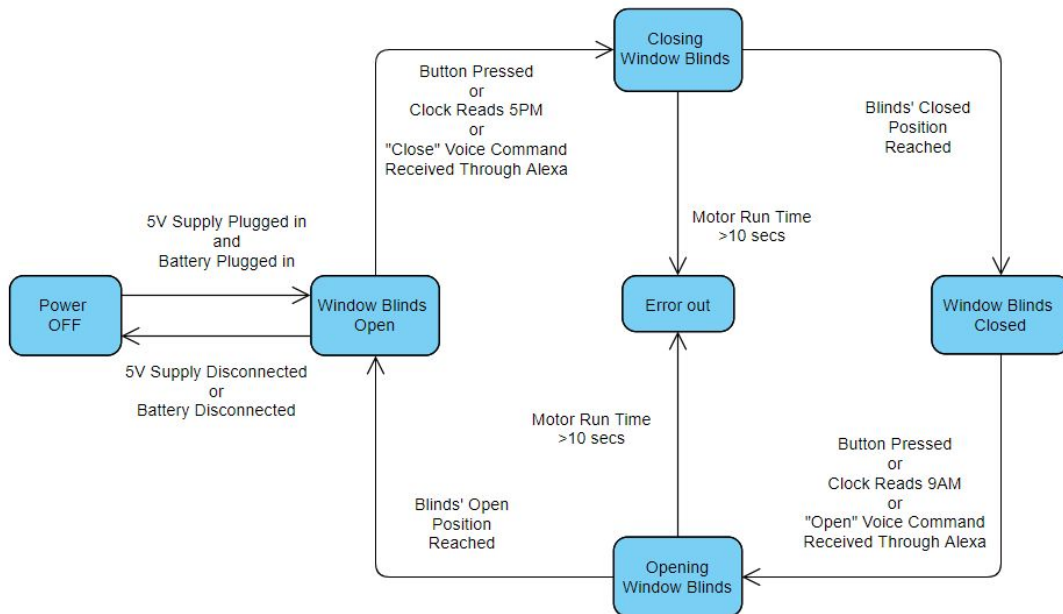 Closing
Window Blinds
Button Pressed
or
Clock Reads 5PM
or
"Close" Voice Command
Received Through Alexa
Blinds' Closed
Position
Reached
5V Supply Plugged in
and
Battery Plugged in
Motor Run Time
>10 secs
Power
OFF
Window Blinds
Open
Error out
Window Blinds
Closed
5V Supply Disconnected
or
Battery Disconnected
Motor Run Time
>10 secs
Button Pressed
or
Clock Reads 9AM
or
"Open" Voice Command
Received Through Alexa
Blinds' Open
Position
Reached
Opening
Window Blinds